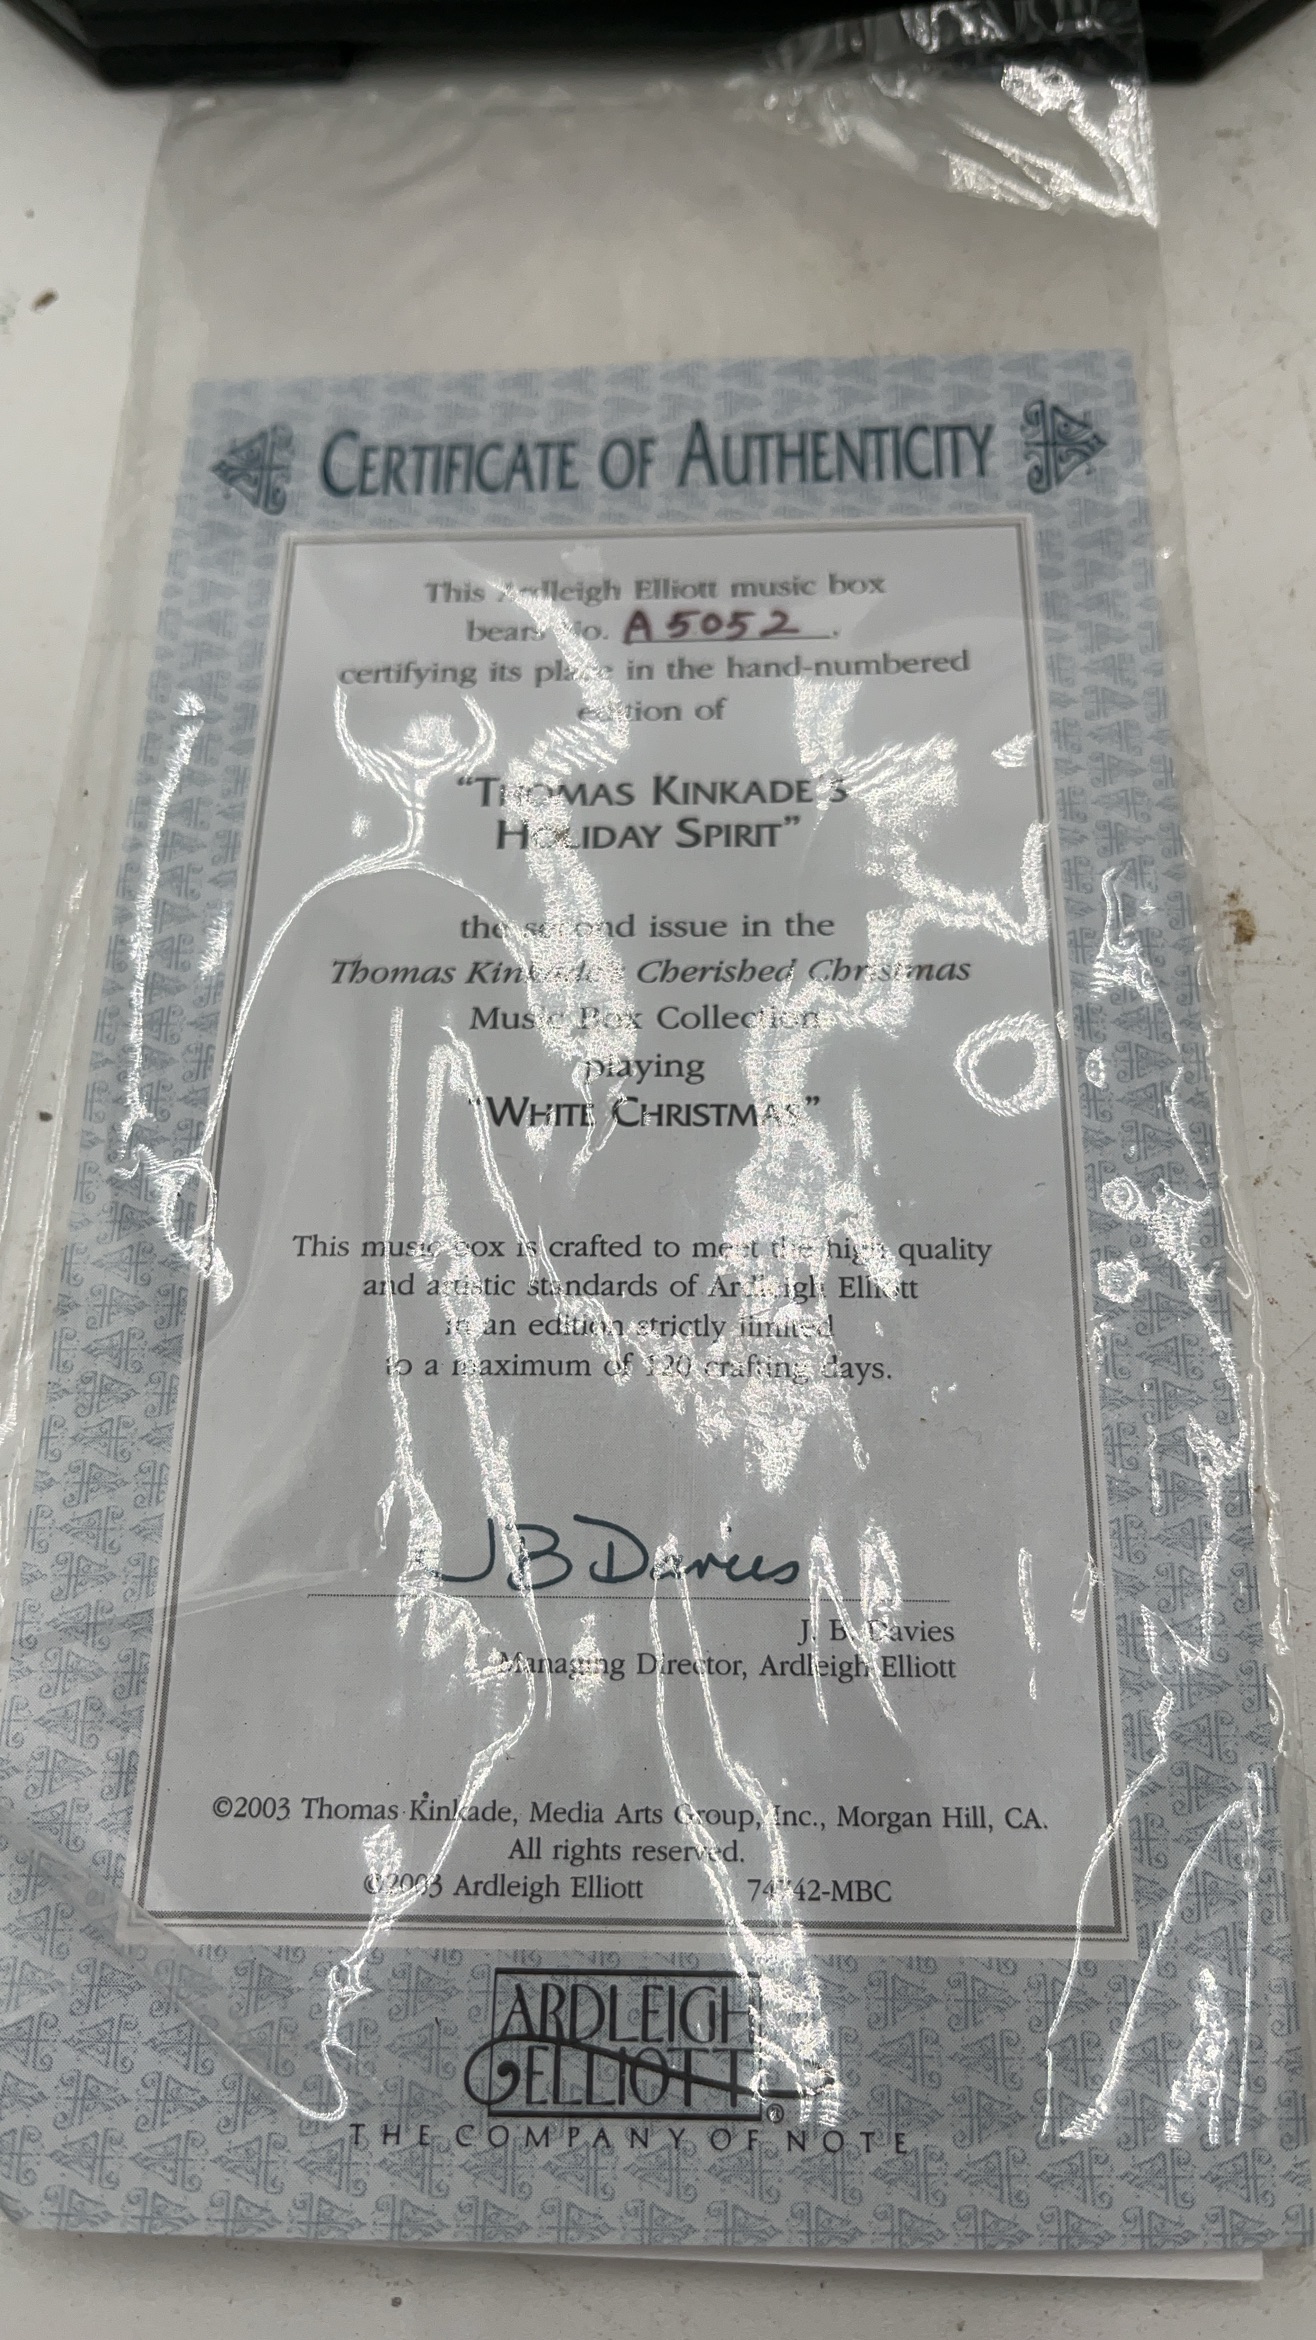 CERTIFICATE OF AUTHENTICITY
This Ardleigh Elliott music box
bears No. A5052.
certifying its place in the hand-numbered
edition of
"THOMAS KINKADE'S
HOLIDAY SPIRIT"
the second issue in the
Thomas Kinkade's Cherished Christmas
Music Box Collection
playing
"WHITE CHRISTMAS"
This music box is crafted to meet the high quality
and artistic standards of Ardleigh Elliott
in an edition strictly limited
to a maximum of 120 crafting days.
JB Davies
J. B. Davies
Managing Director, Ardleigh Elliott
©2003 Thomas Kinkade, Media Arts Group, Inc., Morgan Hill, CA.
All rights reserved.
©2003 Ardleigh Elliott
ARDLEIGH
ELLIOTT®
THE COMPANY OF NOTE